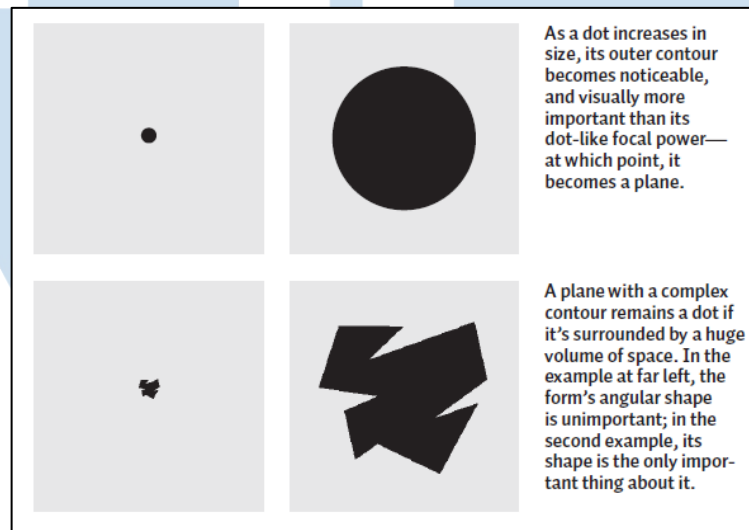 As a dot increases in
size, its outer contour
becomes noticeable,
and visually more
important than its
dot-like focal power—
at which point, it
becomes a plane.
A plane with a complex
contour remains a dot if
it's surrounded by a huge
volume of space. In the
example at far left, the
form's angular shape
is unimportant; in the
second example, its
shape is the only impor-
tant thing about it.